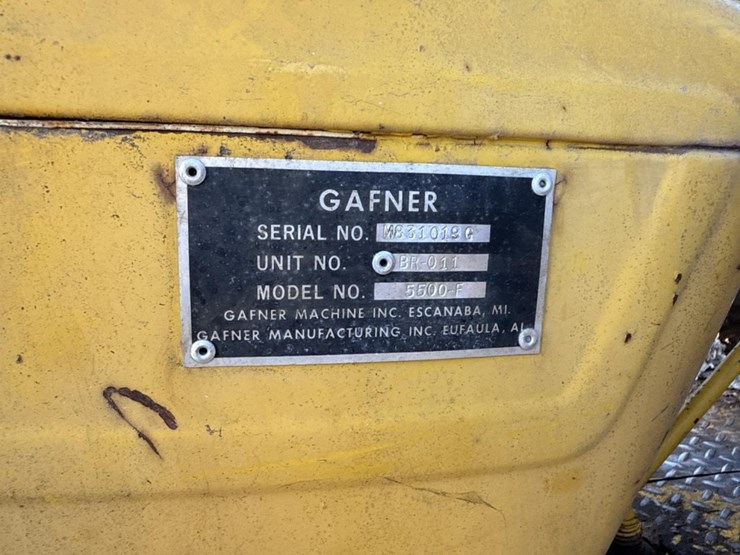 GAFNER
SERIAL NO. M831019G
UNIT NO. BR-011
MODEL NO. 5500-F
GAFNER MACHINE INC. ESCANABA, MI.
GAFNER MANUFACTURING, INC. EUFAULA, AL